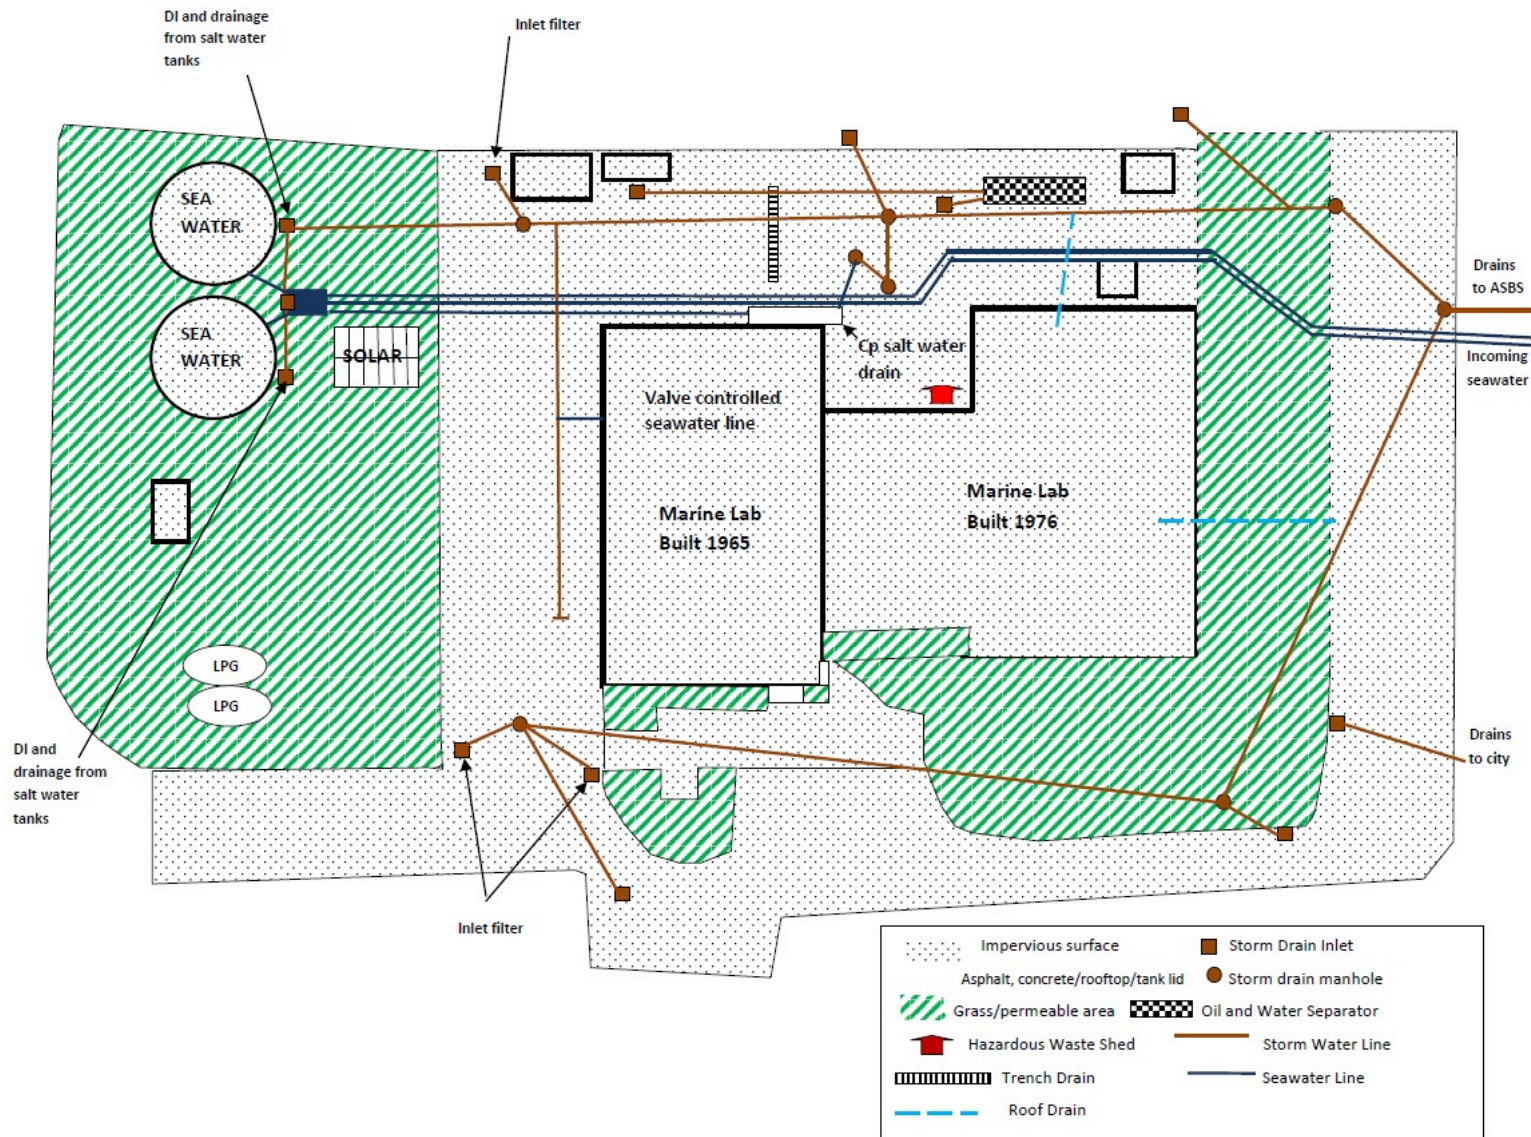 DI and drainage
from salt water
tanks
Inlet filter
SEA
WATER
SEA
WATER
SOLAR
Cp salt water
drain
Valve controlled
seawater line
Marine Lab
Built 1965
Marine Lab
Built 1976
Drains
to ASBS
Incoming
seawater
LPG
LPG
DI and
drainage from
salt water
tanks
Drains
to city
Inlet filter
Impervious surface
Storm Drain Inlet
Asphalt, concrete/rooftop/tank lid
Storm drain manhole
Grass/permeable area
Oil and Water Separator
Hazardous Waste Shed
Storm Water Line
Trench Drain
Seawater Line
Roof Drain